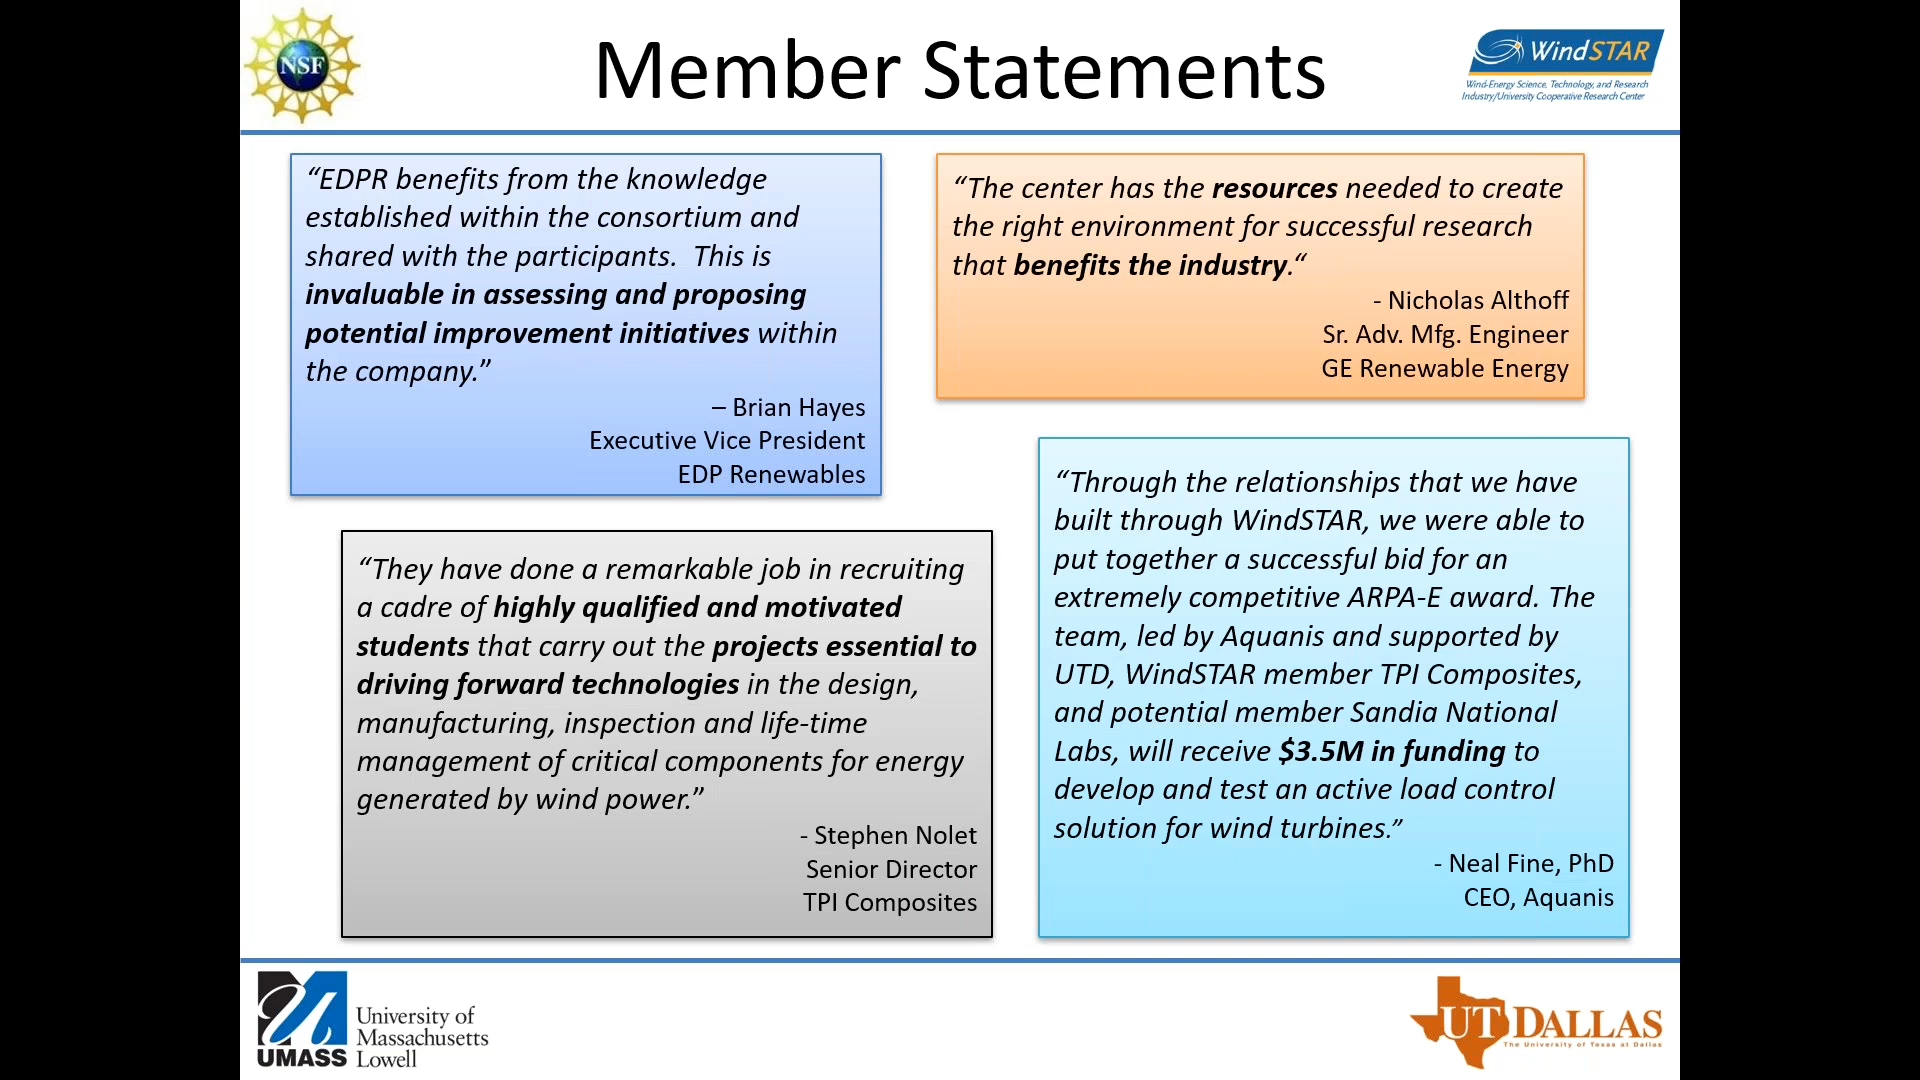 NSF
Member Statements
WindSTAR
Wind-Energy Science, Technology, and Research
Industry/University Cooperative Research Center
“EDPR benefits from the knowledge
established within the consortium and
shared with the participants.  This is
invaluable in assessing and proposing
potential improvement initiatives within
the company.”
– Brian Hayes
Executive Vice President
EDP Renewables
“The center has the resources needed to create
the right environment for successful research
that benefits the industry.“
- Nicholas Althoff
Sr. Adv. Mfg. Engineer
GE Renewable Energy
“They have done a remarkable job in recruiting
a cadre of highly qualified and motivated
students that carry out the projects essential to
driving forward technologies in the design,
manufacturing, inspection and life-time
management of critical components for energy
generated by wind power.”
- Stephen Nolet
Senior Director
TPI Composites
“Through the relationships that we have
built through WindSTAR, we were able to
put together a successful bid for an
extremely competitive ARPA-E award. The
team, led by Aquanis and supported by
UTD, WindSTAR member TPI Composites,
and potential member Sandia National
Labs, will receive $3.5M in funding to
develop and test an active load control
solution for wind turbines.”
- Neal Fine, PhD
CEO, Aquanis
UMASS
University of
Massachusetts
Lowell
UT DALLAS
The University of Texas at Dallas